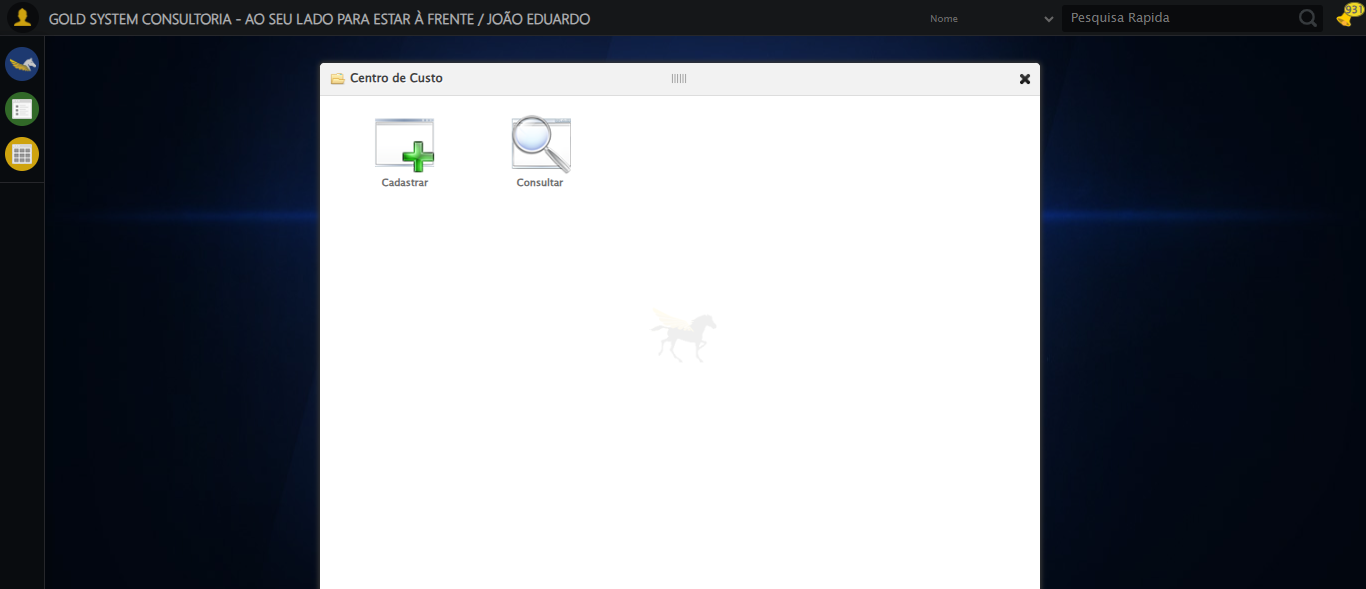 GOLD SYSTEM CONSULTORIA - AO SEU LADO PARA ESTAR À FRENTE / JOÃO EDUARDO
Nome
Pesquisa Rapida
931
Centro de Custo
Cadastrar
Consultar